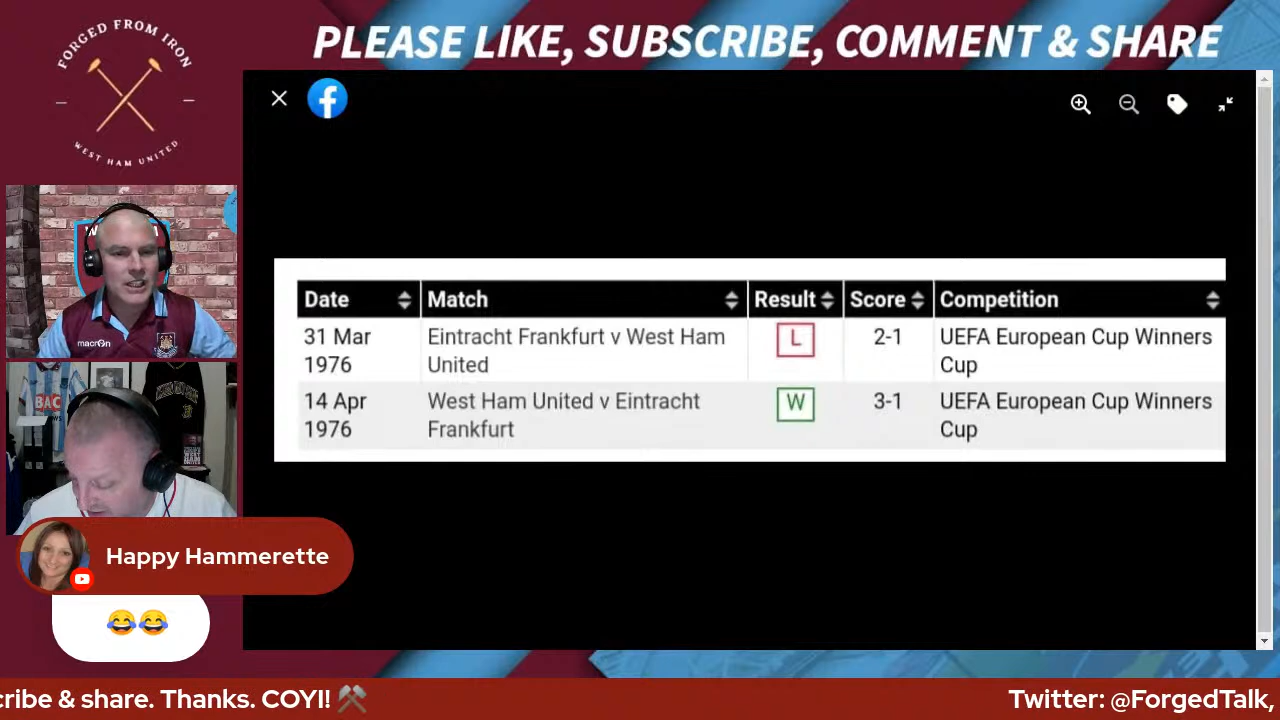 FORGED FROM IRON
WEST HAM UNITED
PLEASE LIKE, SUBSCRIBE, COMMENT & SHARE
Date Match Result Score Competition
31 Mar Eintracht Frankfurt v West Ham L 2-1 UEFA European Cup Winners
1976 United Cup
14 Apr West Ham United v Eintracht W 3-1 UEFA European Cup Winners
1976 Frankfurt Cup
macron
BAC
Happy Hammerette
😂😂
cribe & share. Thanks. COYI! ⚒️
Twitter: @ForgedTalk,